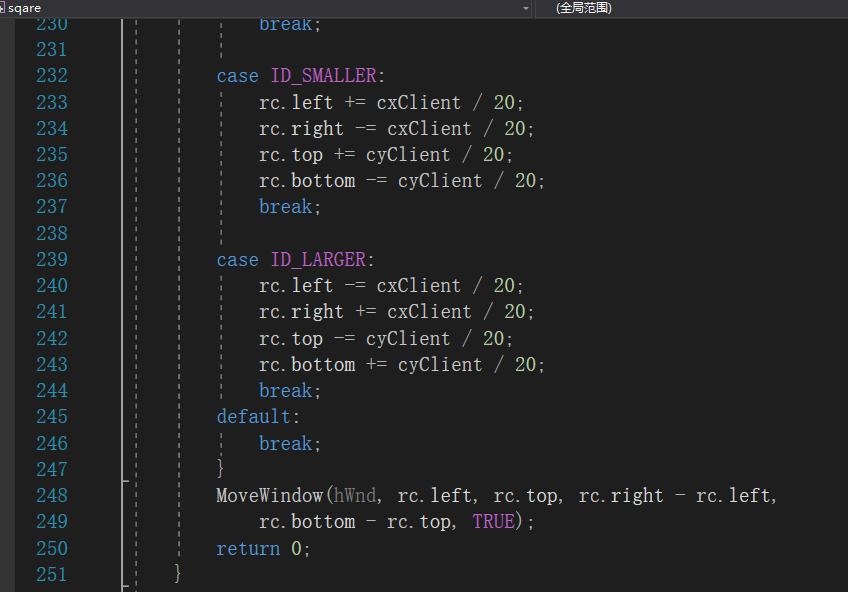 sqare (全局范围)
230 break;
231
232 case ID_SMALLER:
233 rc.left += cxClient / 20;
234 rc.right -= cxClient / 20;
235 rc.top += cyClient / 20;
236 rc.bottom -= cyClient / 20;
237 break;
238
239 case ID_LARGER:
240 rc.left -= cxClient / 20;
241 rc.right += cxClient / 20;
242 rc.top -= cyClient / 20;
243 rc.bottom += cyClient / 20;
244 break;
245 default:
246 break;
247 }
248 MoveWindow(hWnd, rc.left, rc.top, rc.right - rc.left,
249 rc.bottom - rc.top, TRUE);
250 return 0;
251 }